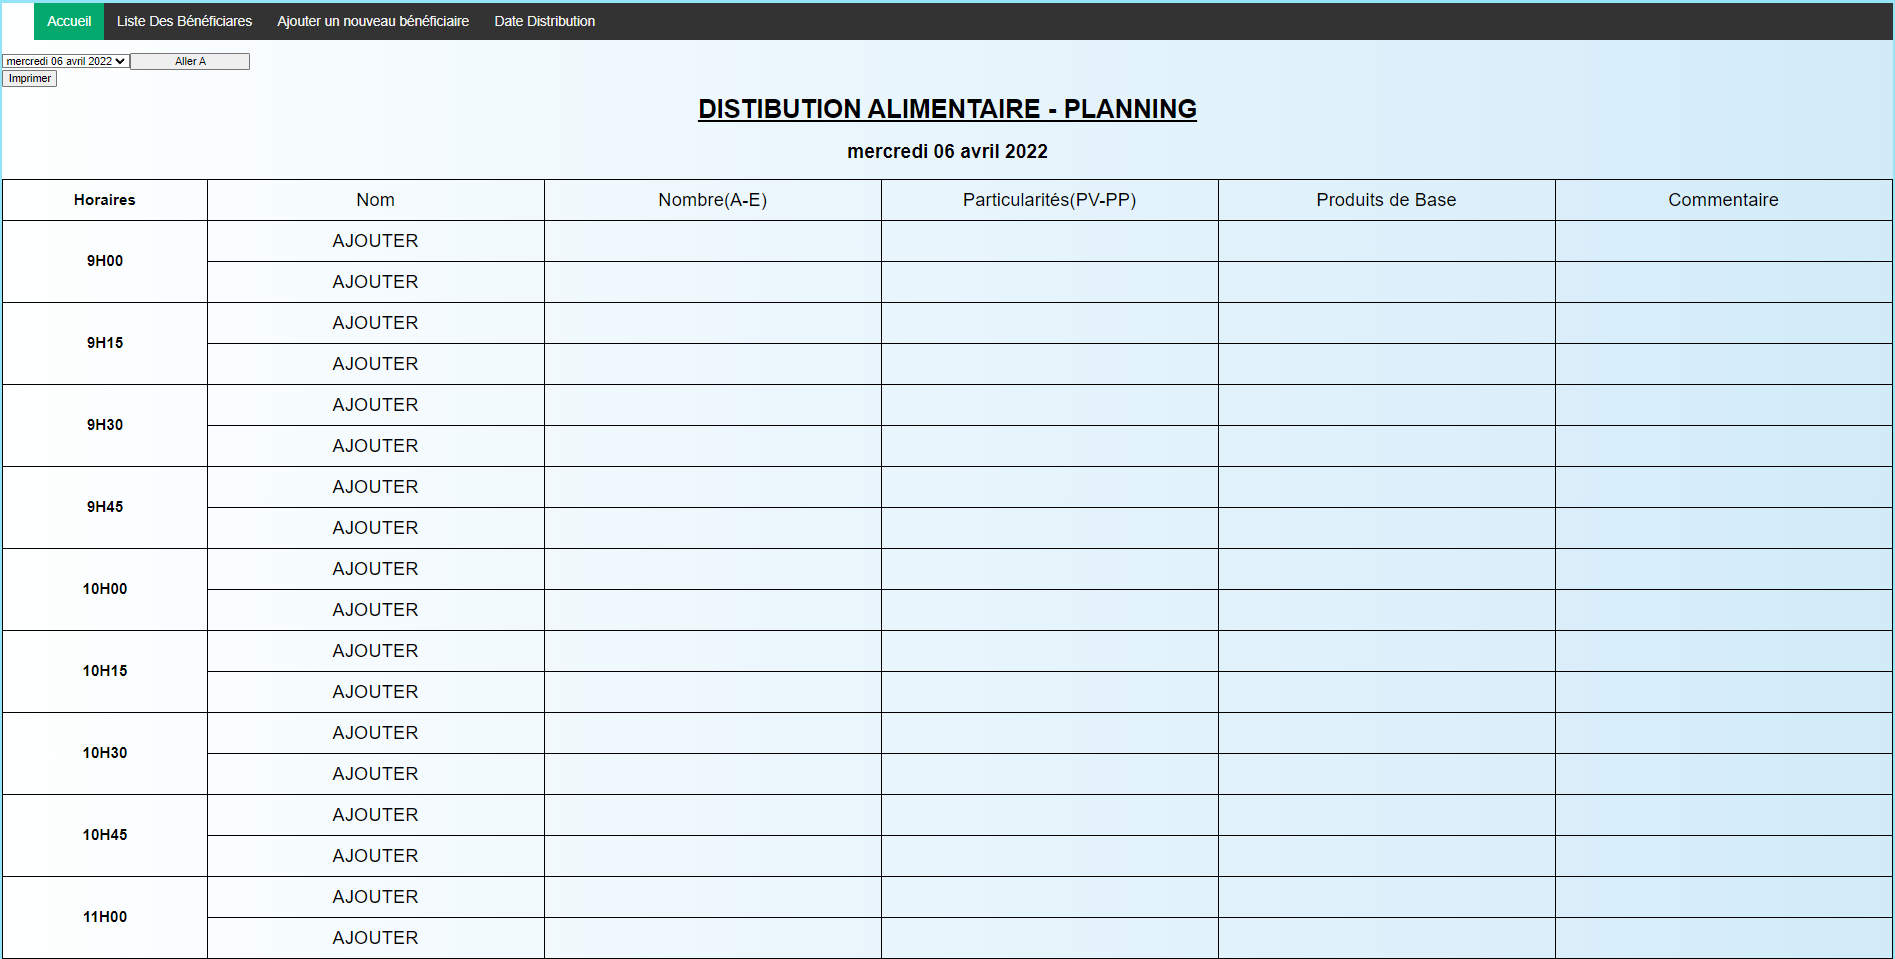 Accueil Liste Des Bénéficiares Ajouter un nouveau bénéficiaire Date Distribution
mercredi 06 avril 2022 Aller A
Imprimer
DISTIBUTION ALIMENTAIRE - PLANNING
mercredi 06 avril 2022
Horaires Nom Nombre(A-E) Particularités(PV-PP) Produits de Base Commentaire
9H00 AJOUTER
AJOUTER
9H15 AJOUTER
AJOUTER
9H30 AJOUTER
AJOUTER
9H45 AJOUTER
AJOUTER
10H00 AJOUTER
AJOUTER
10H15 AJOUTER
AJOUTER
10H30 AJOUTER
AJOUTER
10H45 AJOUTER
AJOUTER
11H00 AJOUTER
AJOUTER